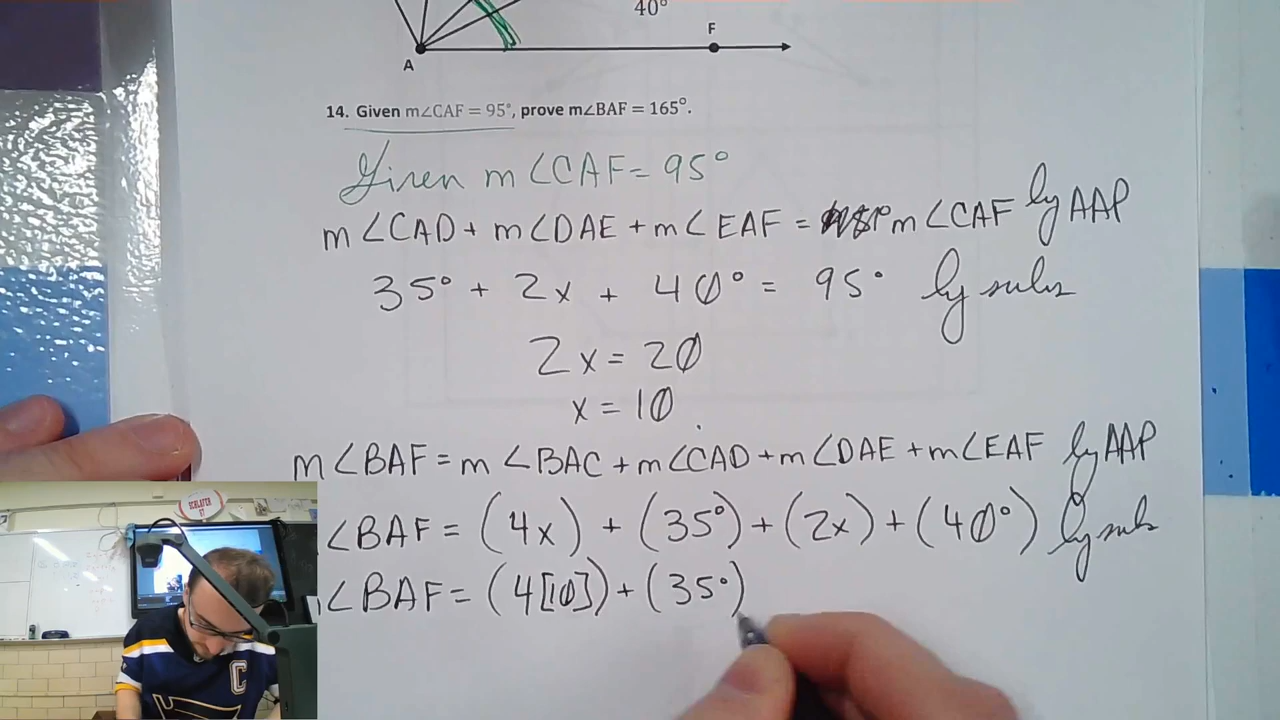 40°
F
A
14. Given m∠CAF = 95°, prove m∠BAF = 165°.
Given m∠CAF = 95°
m∠CAD + m∠DAE + m∠EAF = m∠CAF by AAP
35° + 2x + 40° = 95° by subs
2x = 20
x = 10
m∠BAF = m∠BAC + m∠CAD + m∠DAE + m∠EAF by AAP
∠BAF = (4x) + (35°) + (2x) + (40°) by subs
∠BAF = (4[10]) + (35°)
C